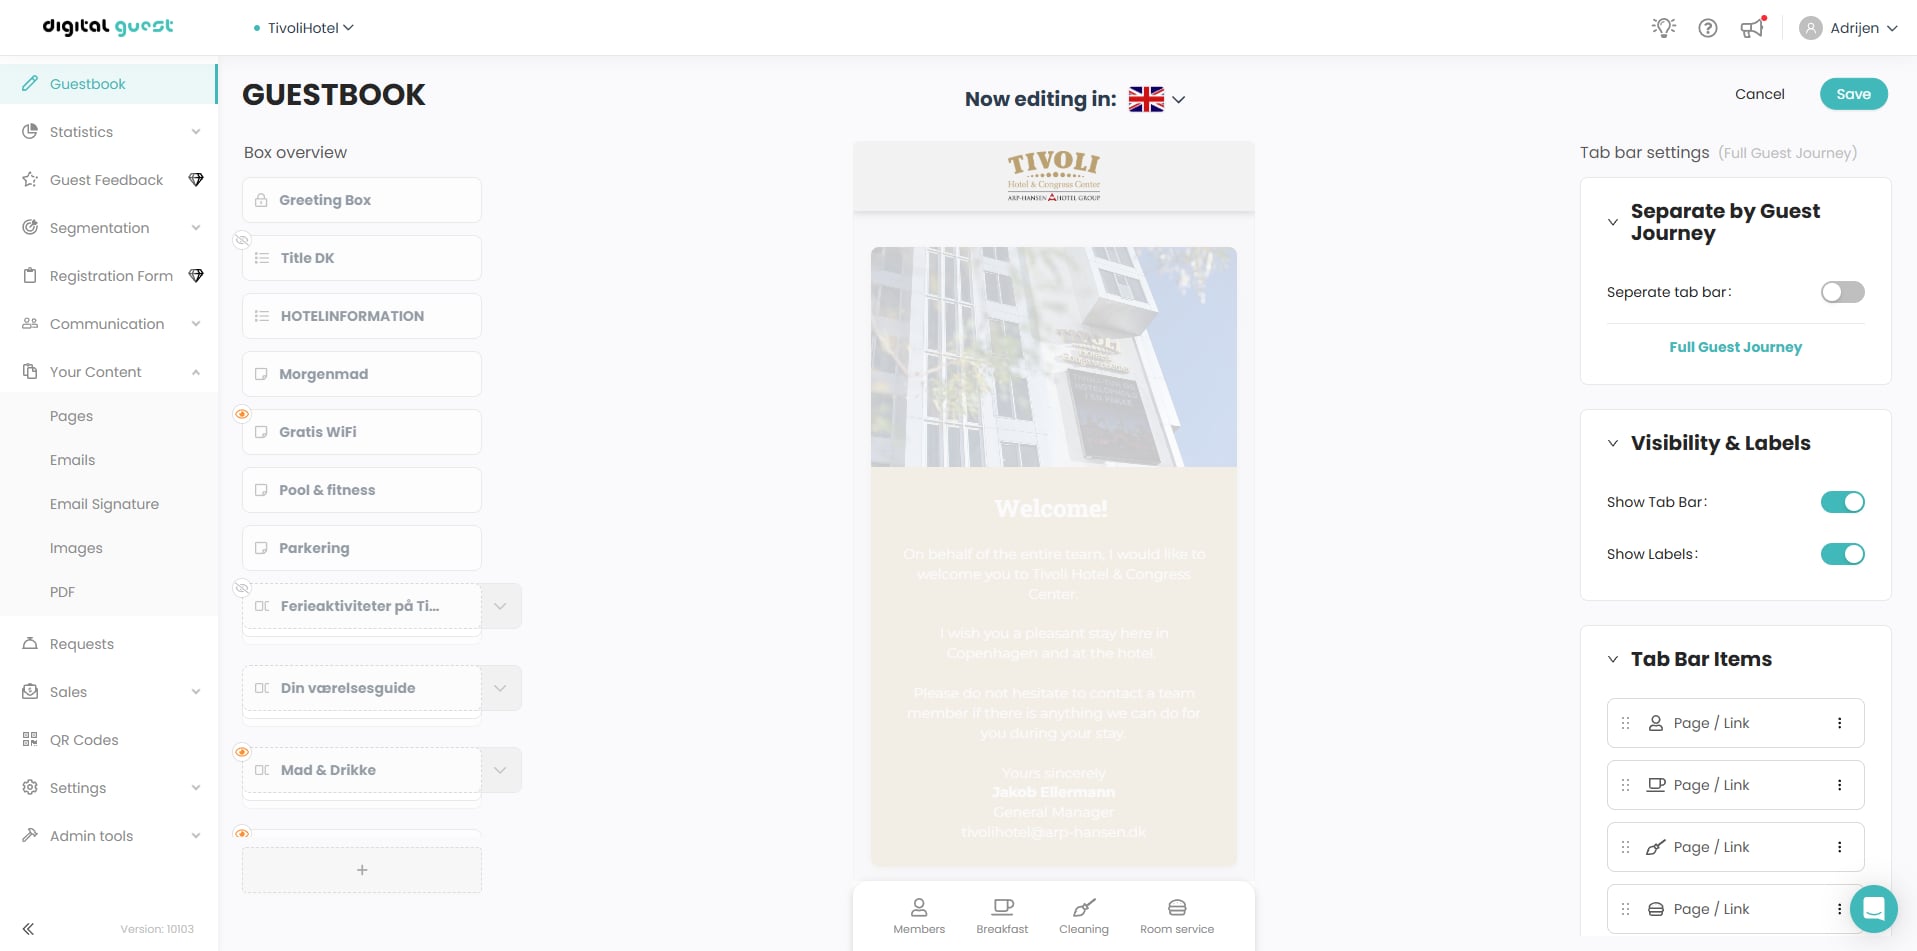 digital guest
TivoliHotel
Adrijen
Guestbook
Statistics
Guest Feedback
Segmentation
Registration Form
Communication
Your Content
Pages
Emails
Email Signature
Images
PDF
Requests
Sales
QR Codes
Settings
Admin tools
Version: 10103
GUESTBOOK
Now editing in:
Cancel
Save
Box overview
Greeting Box
Title DK
HOTELINFORMATION
Morgenmad
Gratis WiFi
Pool & fitness
Parkering
Ferieaktiviteter på Ti...
Din værelsesguide
Mad & Drikke
+
TIVOLI
Hotel & Congress Center
ARP-HANSEN HOTEL GROUP
TIVOLI
Welcome!
On behalf of the entire team, I would like to
welcome you to Tivoli Hotel & Congress
Center.
I wish you a pleasant stay here in
Copenhagen and at the hotel.
Please do not hesitate to contact a team
member if there is anything we can do for
you during your stay.
Yours sincerely
Jakob Ellermann
General Manager
tivolihotel@arp-hansen.dk
Members
Breakfast
Cleaning
Room service
Tab bar settings (Full Guest Journey)
Separate by Guest
Journey
Seperate tab bar:
Full Guest Journey
Visibility & Labels
Show Tab Bar:
Show Labels:
Tab Bar Items
Page / Link
Page / Link
Page / Link
Page / Link